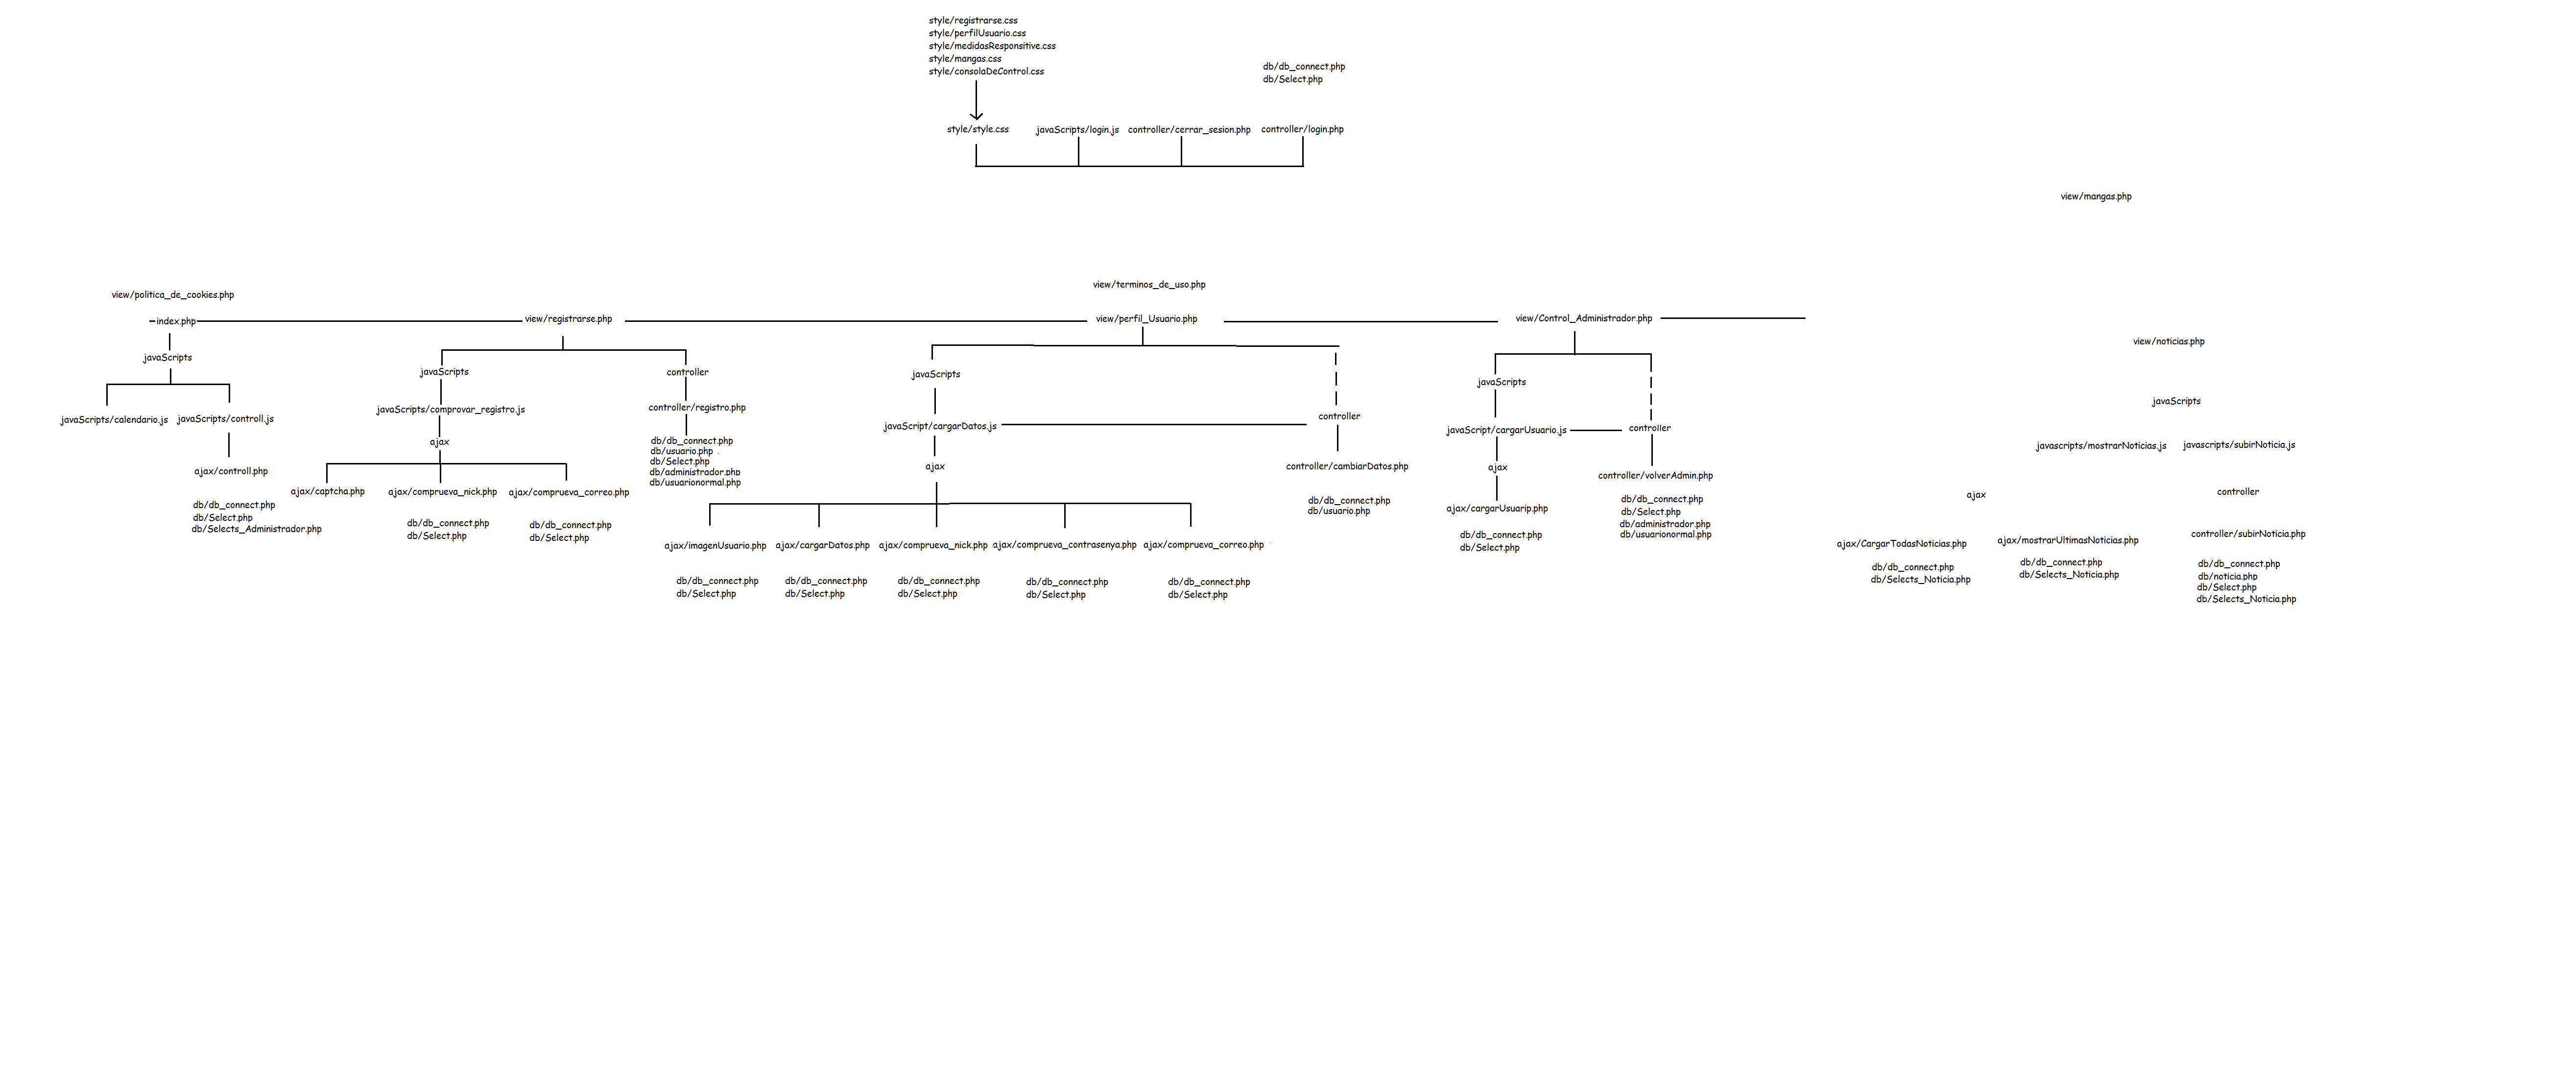 style/registrarse.css
style/perfilUsuario.css
style/medidasResponsitive.css
style/mangas.css
style/consolaDeControl.css
db/db_connect.php
db/Select.php
style/style.css
javaScripts/login.js
controller/cerrar_sesion.php
controller/login.php
view/mangas.php
view/terminos_de_uso.php
view/politica_de_cookies.php
index.php
view/registrarse.php
view/perfil_Usuario.php
view/Control_Administrador.php
view/noticias.php
javaScripts
javaScripts/calendario.js
javaScripts/controll.js
ajax/controll.php
db/db_connect.php
db/Select.php
db/Selects_Administrador.php
javaScripts
controller
javaScripts/comprovar_registro.js
controller/registro.php
ajax
db/db_connect.php
db/usuario.php
db/Select.php
db/administrador.php
db/usuarionormal.php
ajax/captcha.php
ajax/comprueva_nick.php
ajax/comprueva_correo.php
db/db_connect.php
db/Select.php
db/db_connect.php
db/Select.php
javaScripts
controller
javaScript/cargarDatos.js
ajax
controller/cambiarDatos.php
db/db_connect.php
db/usuario.php
ajax/imagenUsuario.php
ajax/cargarDatos.php
ajax/comprueva_nick.php
ajax/comprueva_contrasenya.php
ajax/comprueva_correo.php
db/db_connect.php
db/Select.php
db/db_connect.php
db/Select.php
db/db_connect.php
db/Select.php
db/db_connect.php
db/Select.php
db/db_connect.php
db/Select.php
javaScripts
javaScript/cargarUsuario.js
controller
ajax
controller/volverAdmin.php
ajax/cargarUsuarip.php
db/db_connect.php
db/Select.php
db/db_connect.php
db/Select.php
db/administrador.php
db/usuarionormal.php
javaScripts
javascripts/mostrarNoticias.js
javascripts/subirNoticia.js
ajax
controller
ajax/CargarTodasNoticias.php
ajax/mostrarUltimasNoticias.php
controller/subirNoticia.php
db/db_connect.php
db/Selects_Noticia.php
db/db_connect.php
db/Selects_Noticia.php
db/db_connect.php
db/noticia.php
db/Select.php
db/Selects_Noticia.php